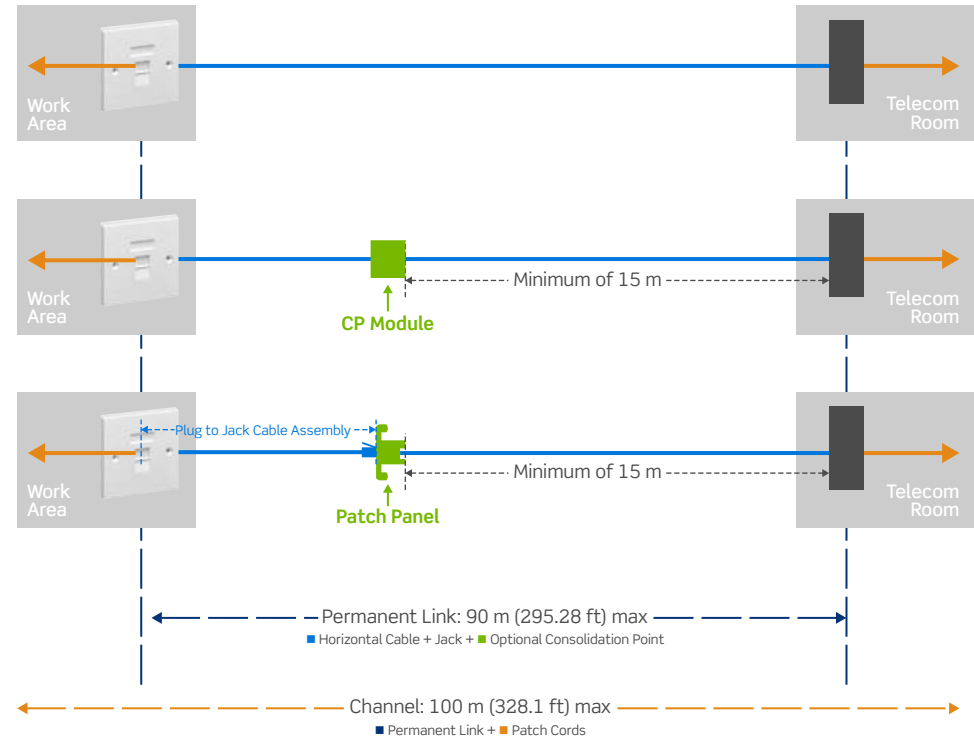 Work
Area
Telecom
Room
Minimum of 15 m
Work
Area
CP Module
Telecom
Room
Plug to Jack Cable Assembly
Minimum of 15 m
Work
Area
Patch Panel
Telecom
Room
Permanent Link: 90 m (295.28 ft) max
Horizontal Cable + Jack + Optional Consolidation Point
Channel: 100 m (328.1 ft) max
Permanent Link + Patch Cords